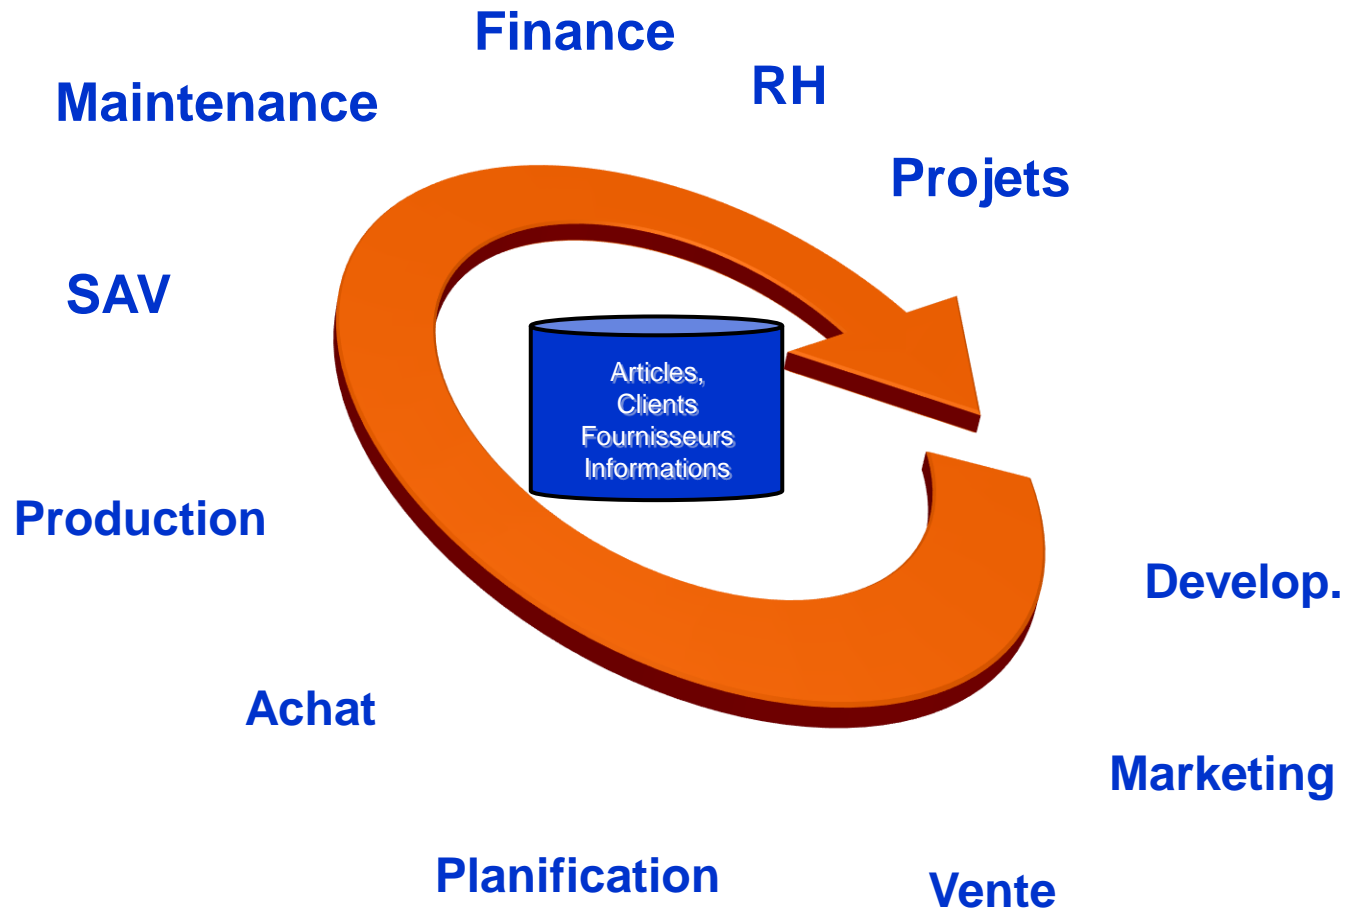 Finance
RH
Maintenance
Projets
SAV
Articles,
Clients
Fournisseurs
Informations
Production
Develop.
Achat
Marketing
Planification
Vente